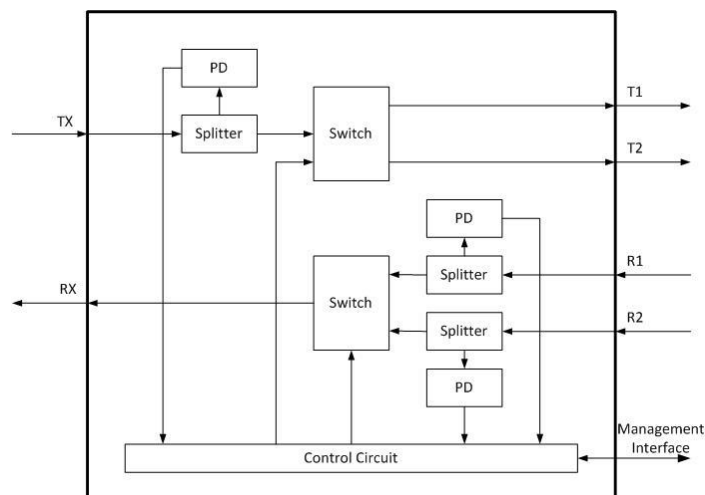 PD
TX
Splitter
Switch
T1
T2
PD
R1
Splitter
RX
Switch
R2
Splitter
PD
Control Circuit
Management
Interface